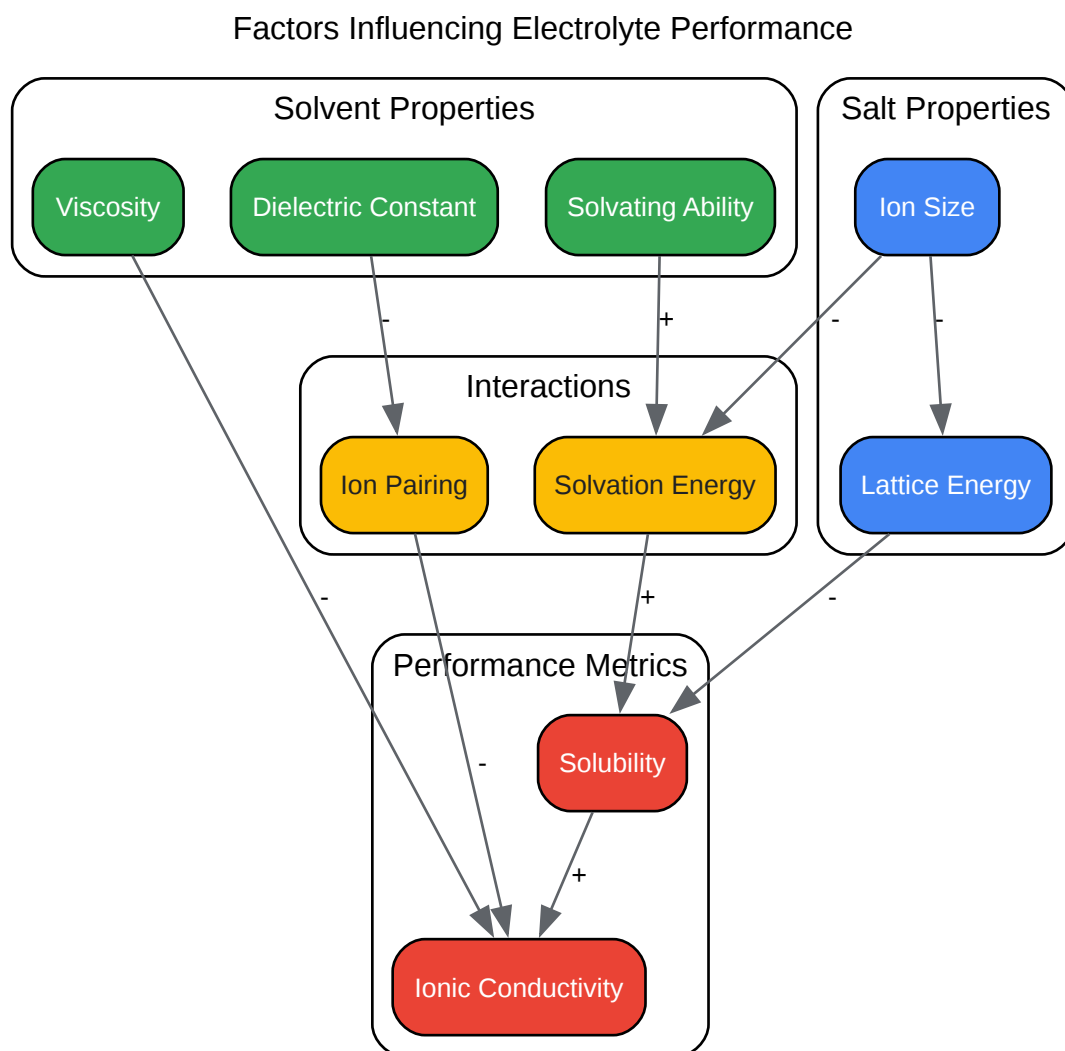 Factors Influencing Electrolyte Performance
Solvent Properties
Salt Properties
Viscosity
Dielectric Constant
Solvating Ability
Ion Size
-
+
-
-
Interactions
Ion Pairing
Solvation Energy
Lattice Energy
-
+
-
Performance Metrics
Solubility
-
+
Ionic Conductivity